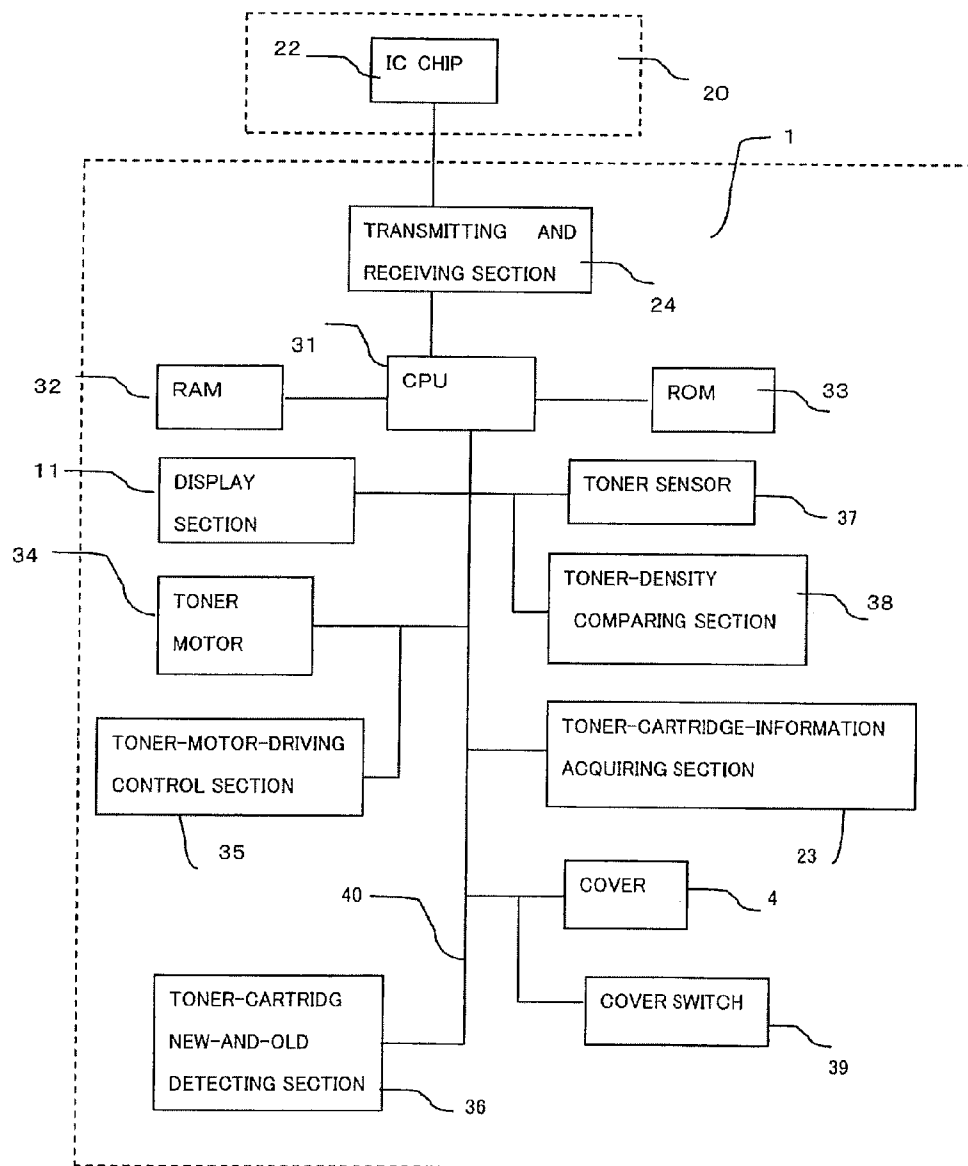 22
IC CHIP
20
1
TRANSMITTING AND
RECEIVING SECTION
24
31
CPU
32
RAM
ROM
33
11
DISPLAY
SECTION
TONER SENSOR
37
34
TONER
MOTOR
TONER-DENSITY
COMPARING SECTION
38
TONER-MOTOR-DRIVING
CONTROL SECTION
35
TONER-CARTRIDGE-INFORMATION
ACQUIRING SECTION
23
40
COVER
4
TONER-CARTRIDG
NEW-AND-OLD
DETECTING SECTION
36
COVER SWITCH
39